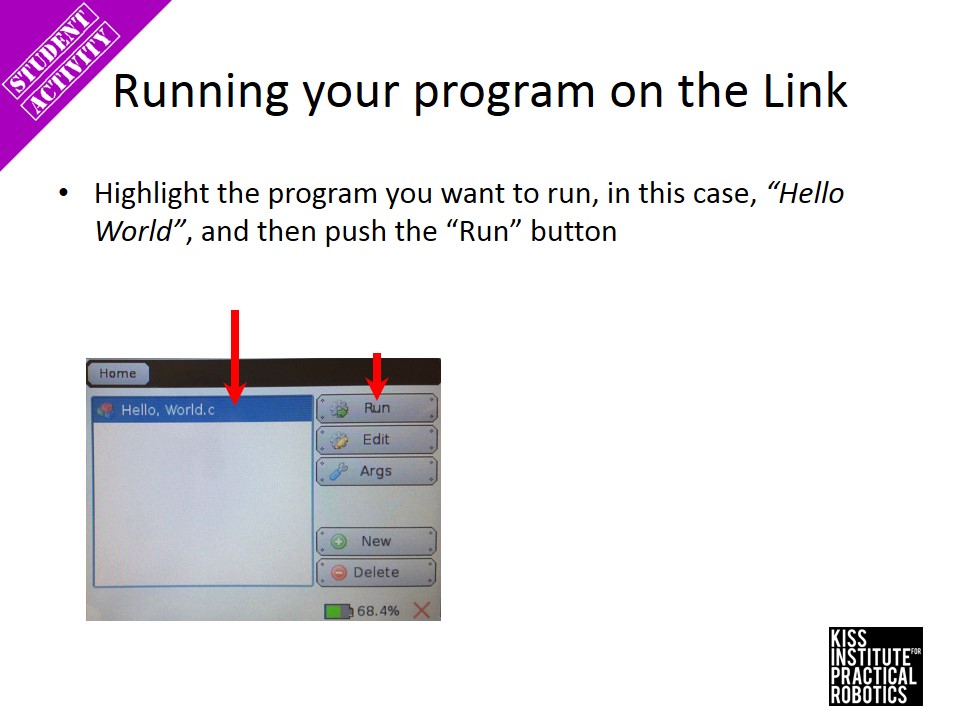 STUDENT
ACTIVITY
Running your program on the Link
• Highlight the program you want to run, in this case, “Hello
World”, and then push the “Run” button
Home
Hello, World.c
Run
Edit
Args
New
Delete
68.4%
KISS
INSTITUTE FOR
PRACTICAL
ROBOTICS